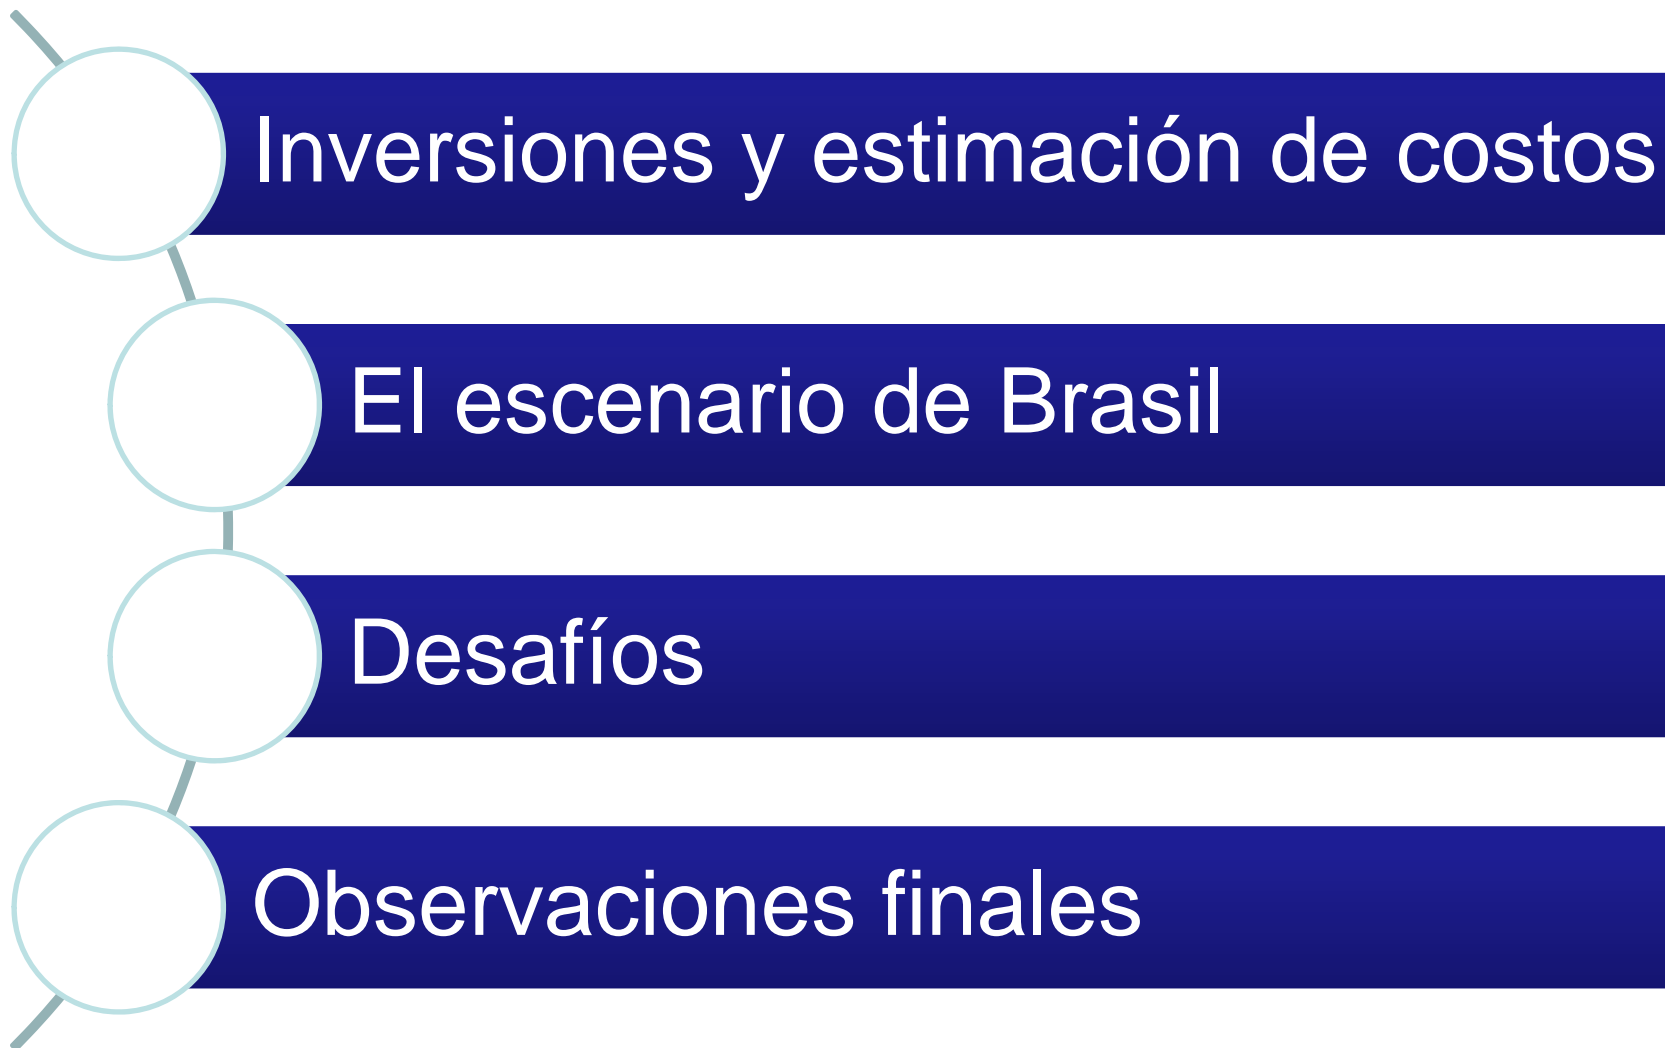 Inversiones y estimación de costos
El escenario de Brasil
Desafíos
Observaciones finales